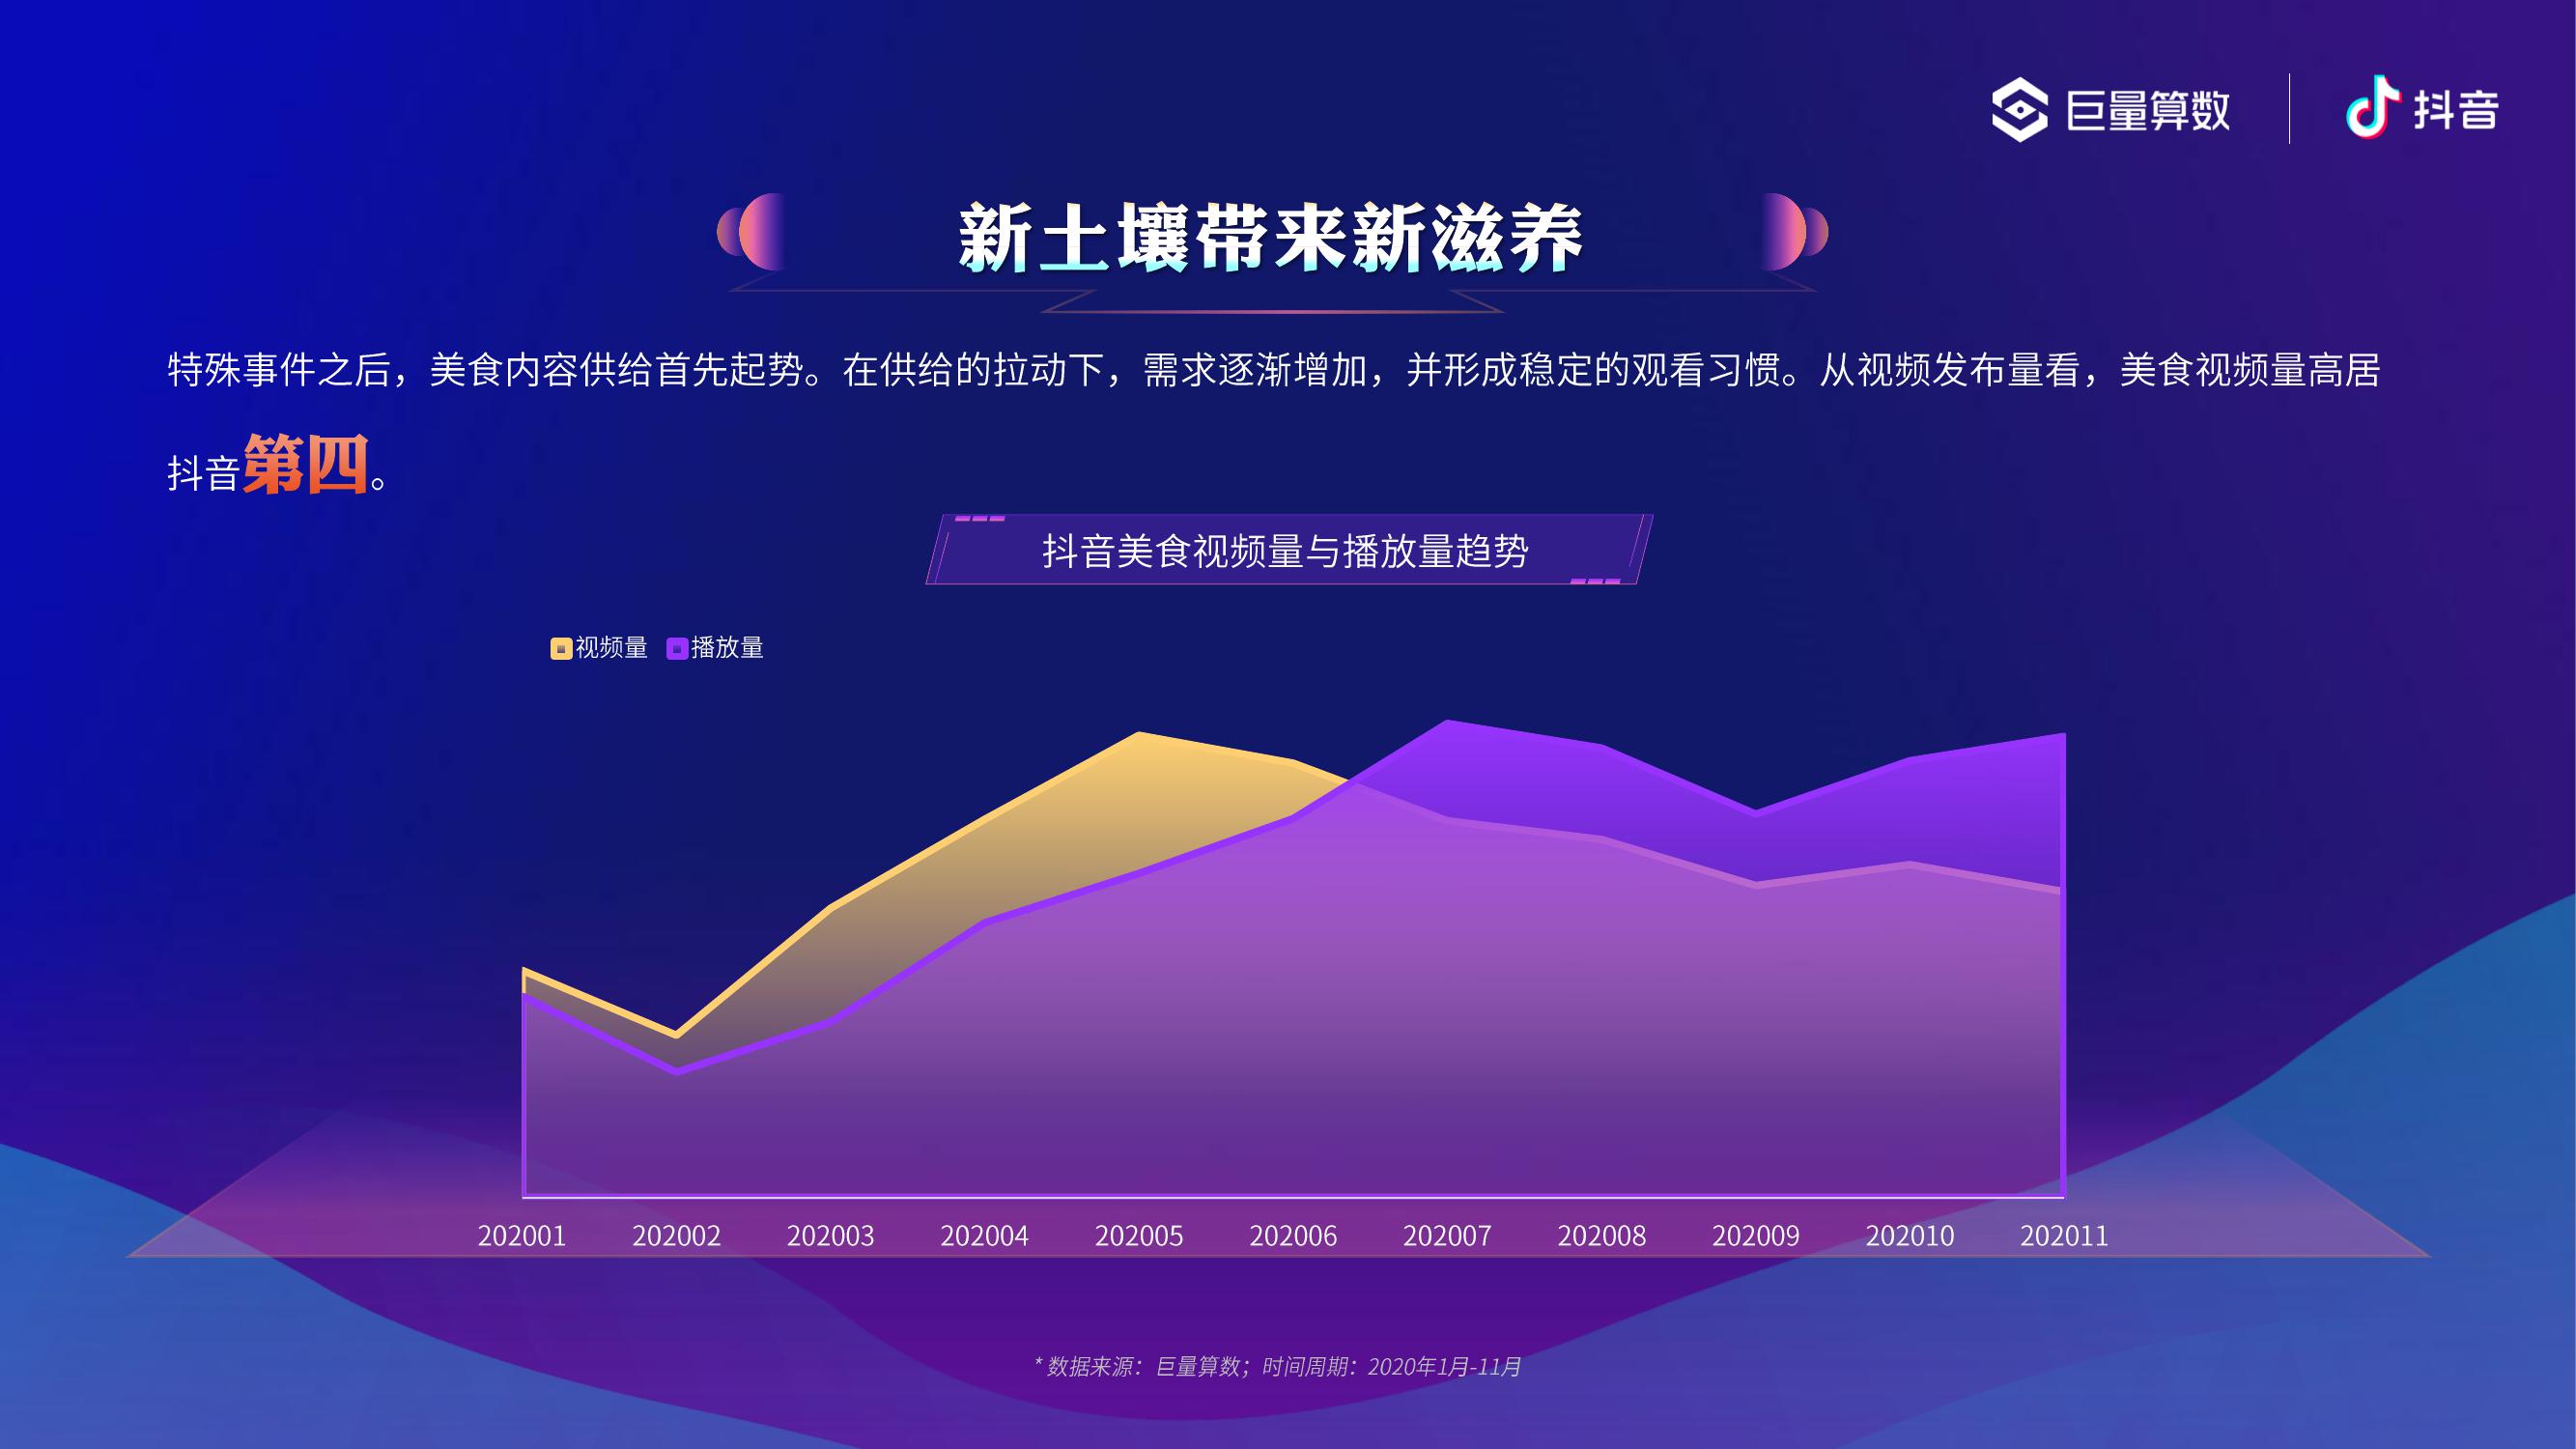 巨量算数 抖音
新土壤带来新滋养
特殊事件之后，美食内容供给首先起势。在供给的拉动下，需求逐渐增加，并形成稳定的观看习惯。从视频发布量看，美食视频量高居
抖音第四。
抖音美食视频量与播放量趋势
视频量 播放量
202001 202002 202003 202004 202005 202006 202007 202008 202009 202010 202011
* 数据来源：巨量算数；时间周期：2020年1月-11月